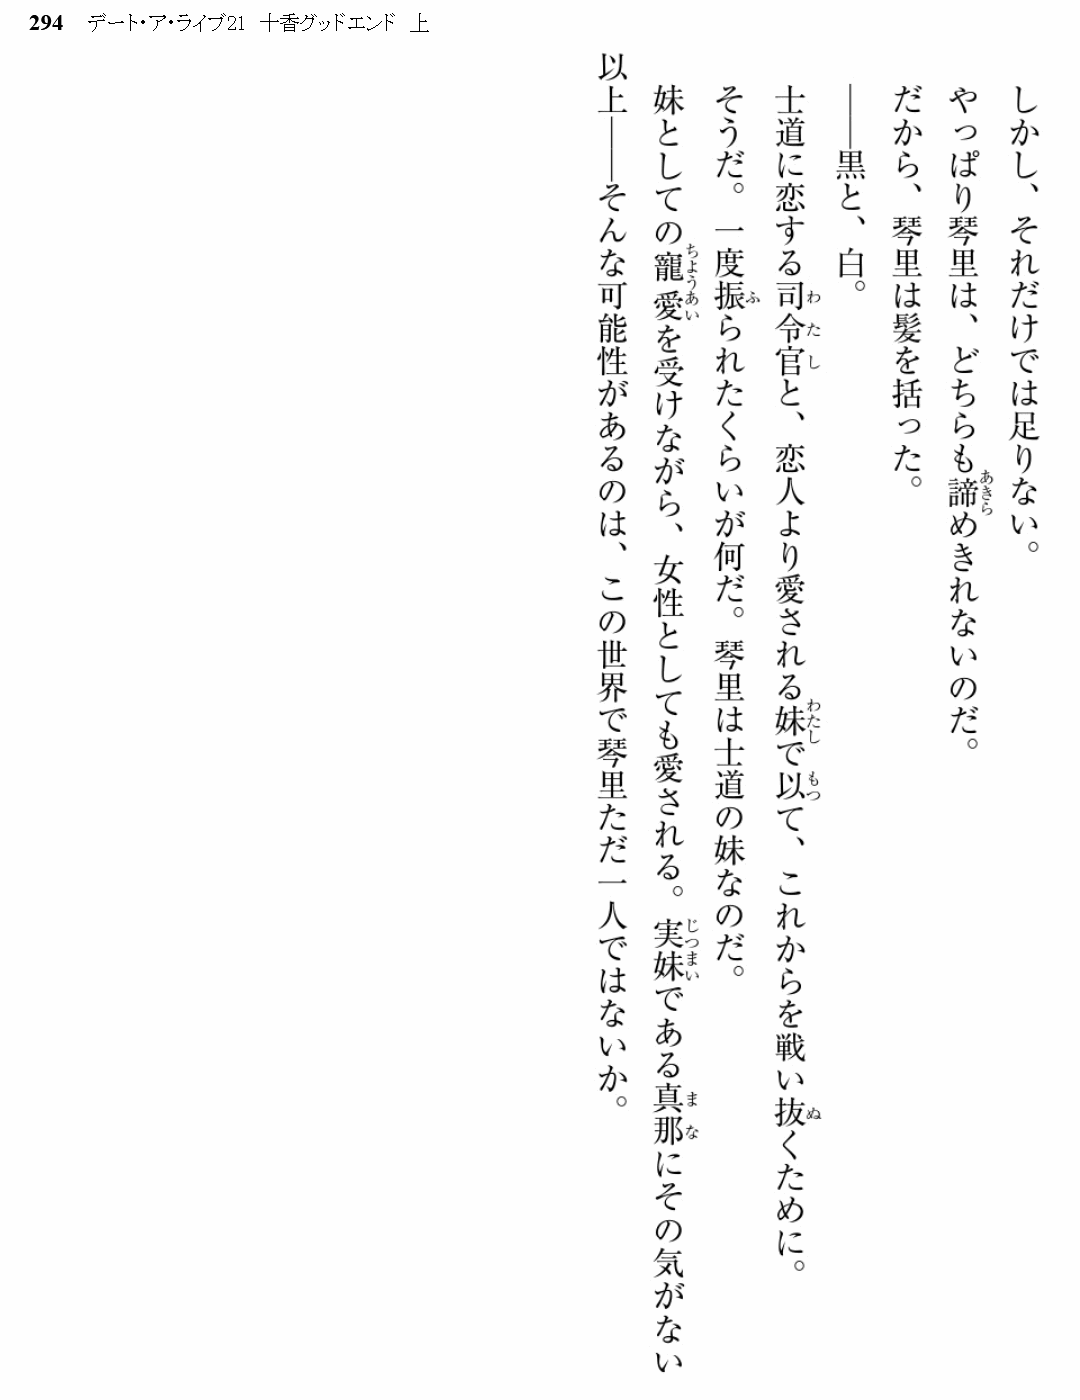 294 デート・ア・ライブ21 十香グッドエンド 上
しかし、それだけでは足りない。
やっぱり琴里は、どちらも諦めきれないのだ。
だから、琴里は髪を括った。
――黒と、白。
士道に恋する司令官と、恋人より愛される妹で以て、これからを戦い抜くために。
そうだ。一度振られたくらいが何だ。琴里は士道の妹なのだ。
妹としての寵愛を受けながら、女性としても愛される。実妹である真那にその気がない
以上――そんな可能性があるのは、この世界で琴里ただ一人ではないか。